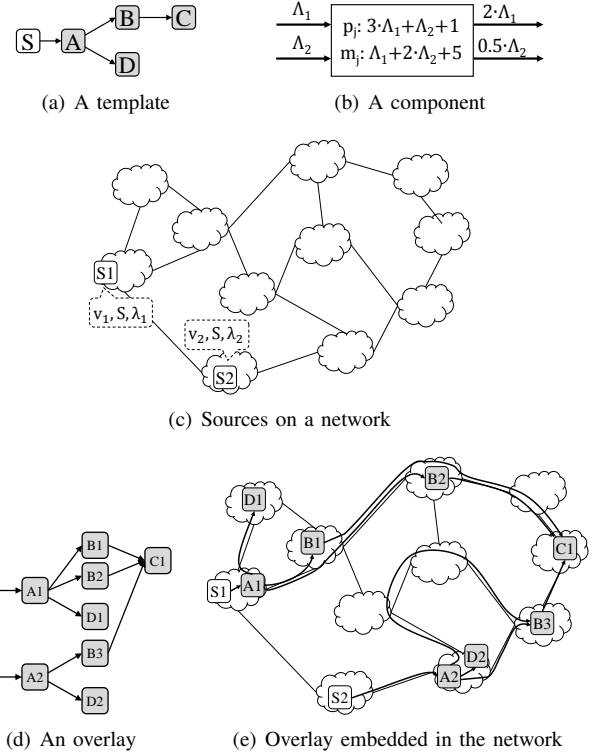 S A B C D
(a) A template
Λ₁ Λ₂
pⱼ: 3·Λ₁+Λ₂+1
mⱼ: Λ₁+2·Λ₂+5
2·Λ₁
0.5·Λ₂
(b) A component
S1
v₁, S, λ₁
v₂, S, λ₂
S2
(c) Sources on a network
A1 B1 B2 C1 D1
A2 B3 D2
(d) An overlay
D1 B1 B2 C1
S1 A1
B3
D2
S2 A2
(e) Overlay embedded in the network